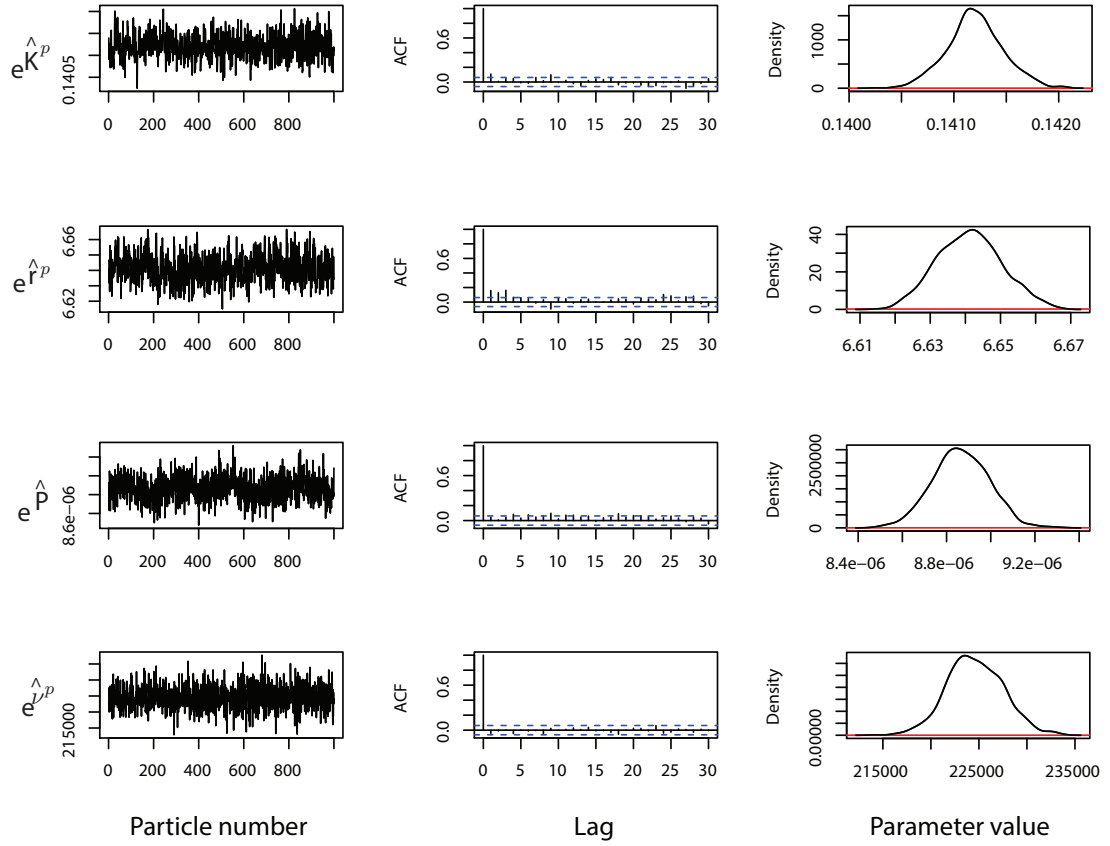 e^K̂^p
0.1405
0 200 400 600 800
ACF
0.0 0.6
0 5 10 15 20 25 30
Density
0 1000
0.1400 0.1410 0.1420
e^r̂^p
6.62 6.66
0 200 400 600 800
ACF
0.0 0.6
0 5 10 15 20 25 30
Density
0 20 40
6.61 6.63 6.65 6.67
e^P̂
8.6e−06
0 200 400 600 800
ACF
0.0 0.6
0 5 10 15 20 25 30
Density
0 2500000
8.4e−06 8.8e−06 9.2e−06
e^ν̂^p
215000
0 200 400 600 800
ACF
0.0 0.6
0 5 10 15 20 25 30
Density
0.00000
215000 225000 235000
Particle number Lag Parameter value